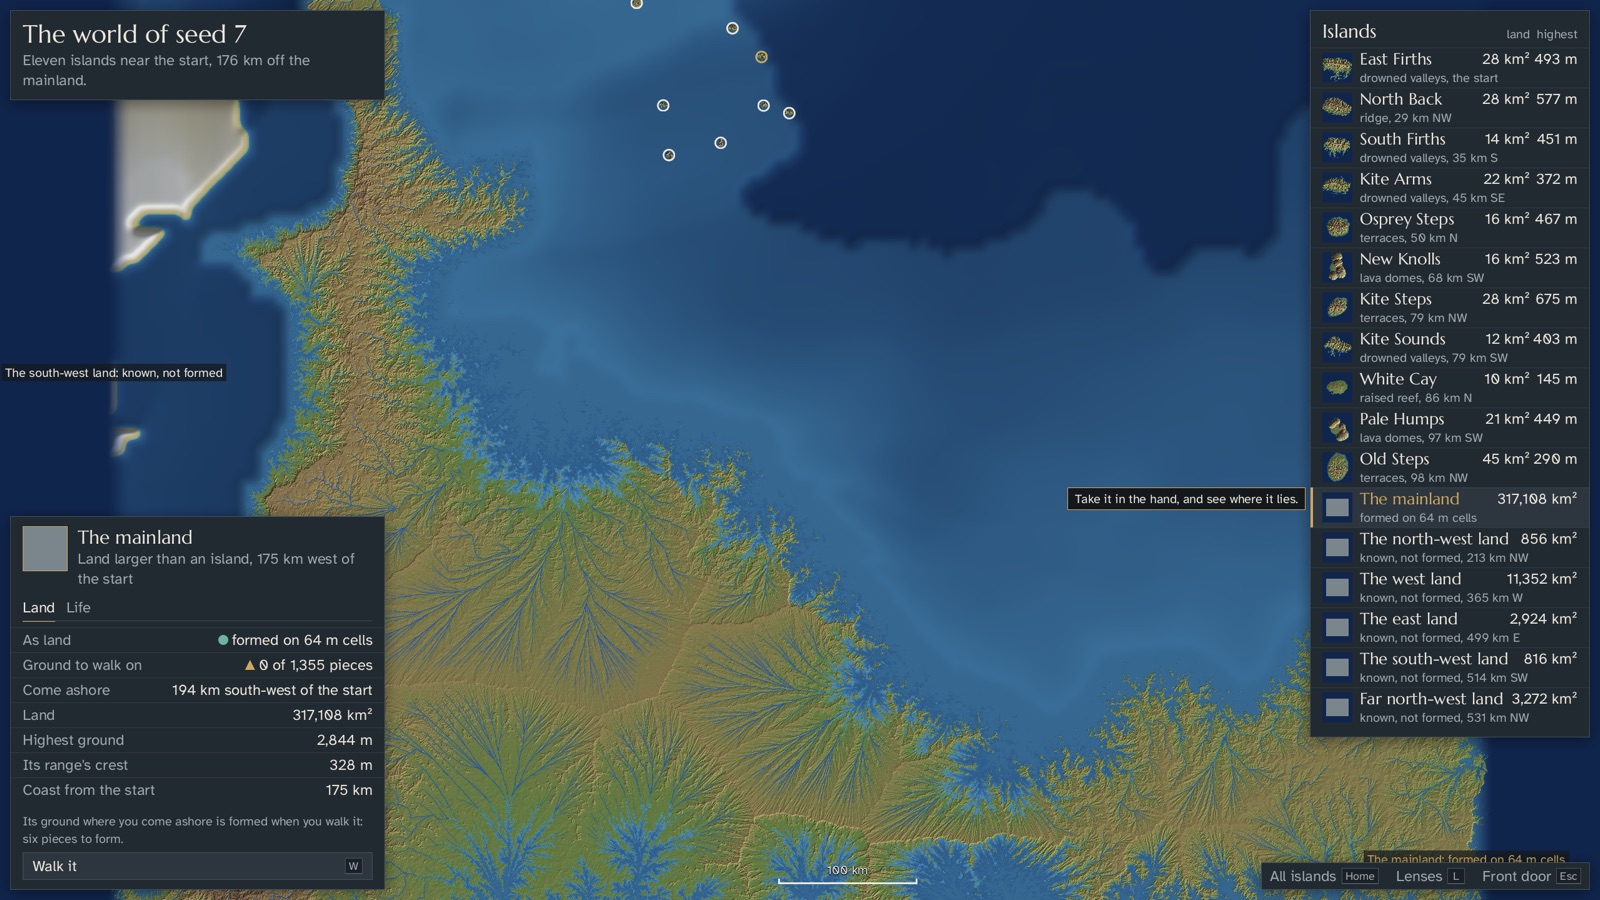 The world of seed 7
Eleven islands near the start, 176 km off the
mainland.
Islands
land highest
East Firths 28 km² 493 m
drowned valleys, the start
North Back 28 km² 577 m
ridge, 29 km NW
South Firths 14 km² 451 m
drowned valleys, 35 km S
Kite Arms 22 km² 372 m
drowned valleys, 45 km SE
Osprey Steps 16 km² 467 m
terraces, 50 km N
New Knolls 16 km² 523 m
lava domes, 68 km SW
Kite Steps 28 km² 675 m
terraces, 79 km NW
Kite Sounds 12 km² 403 m
drowned valleys, 79 km SW
White Cay 10 km² 145 m
raised reef, 86 km N
Pale Humps 21 km² 449 m
lava domes, 97 km SW
Old Steps 45 km² 290 m
terraces, 98 km NW
The mainland 317,108 km²
formed on 64 m cells
The north-west land 856 km²
known, not formed, 213 km NW
The west land 11,352 km²
known, not formed, 365 km W
The east land 2,924 km²
known, not formed, 499 km E
The south-west land 816 km²
known, not formed, 514 km SW
Far north-west land 3,272 km²
known, not formed, 531 km NW
The south-west land: known, not formed
Take it in the hand, and see where it lies.
The mainland
Land larger than an island, 175 km west of
the start
Land Life
As land formed on 64 m cells
Ground to walk on 0 of 1,355 pieces
Come ashore 194 km south-west of the start
Land 317,108 km²
Highest ground 2,844 m
Its range's crest 328 m
Coast from the start 175 km
Its ground where you come ashore is formed when you walk it:
six pieces to form.
Walk it W
100 km
The mainland: formed on 64 m cells
All islands Home Lenses L Front door Esc